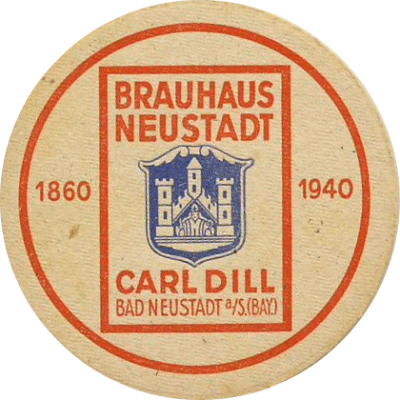 BRAUHAUS
NEUSTADT
1860
1940
CARL DILL
BAD NEUSTADT a/S.(BAY.)